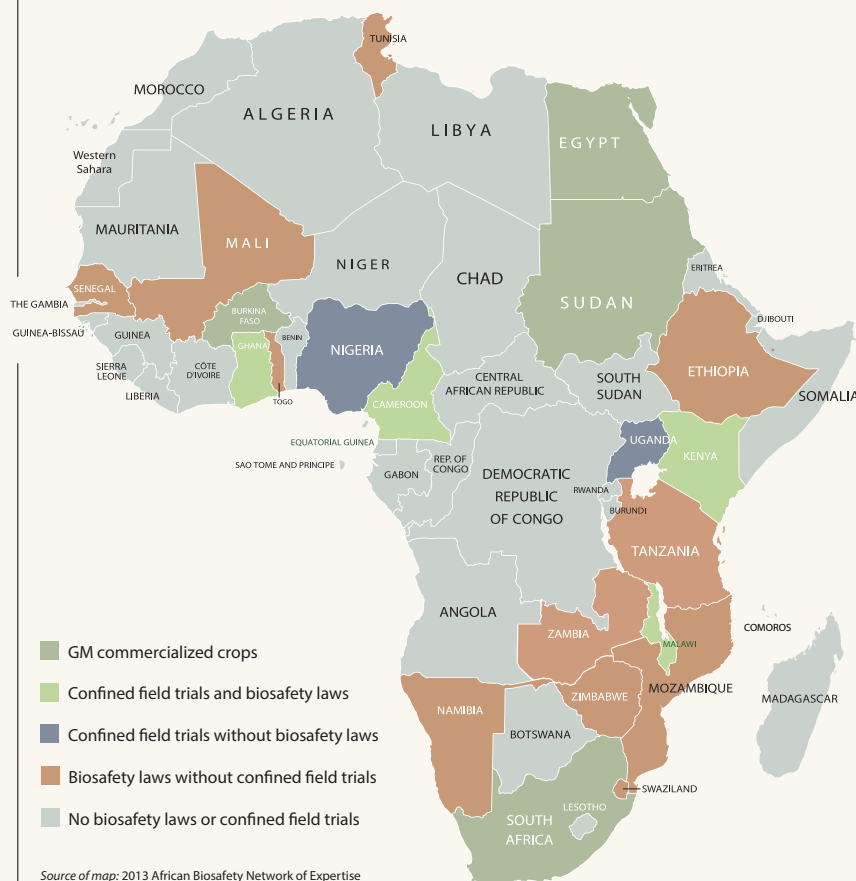 TUNISIA
MOROCCO
ALGERIA
LIBYA
EGYPT
Western
Sahara
MAURITANIA
MALI
NIGER
CHAD
SUDAN
ERITREA
SENEGAL
THE GAMBIA
BURKINA
FASO
DJIBOUTI
GUINEA-BISSAU
GUINEA
BENIN
GHANA
NIGERIA
SIERRA
LEONE
CÔTE
D'IVOIRE
CENTRAL
AFRICAN REPUBLIC
SOUTH
SUDAN
ETHIOPIA
SOMALIA
LIBERIA
TOGO
CAMEROON
EQUATORIAL GUINEA
UGANDA
KENYA
SAO TOME AND PRINCIPE
GABON
REP. OF
CONGO
DEMOCRATIC
REPUBLIC
OF CONGO
RWANDA
BURUNDI
TANZANIA
ANGOLA
ZAMBIA
MALAWI
COMOROS
MOZAMBIQUE
ZIMBABWE
MADAGASCAR
NAMIBIA
BOTSWANA
SWAZILAND
LESOTHO
SOUTH
AFRICA
GM commercialized crops
Confined field trials and biosafety laws
Confined field trials without biosafety laws
Biosafety laws without confined field trials
No biosafety laws or confined field trials
Source of map: 2013 African Biosafety Network of Expertise